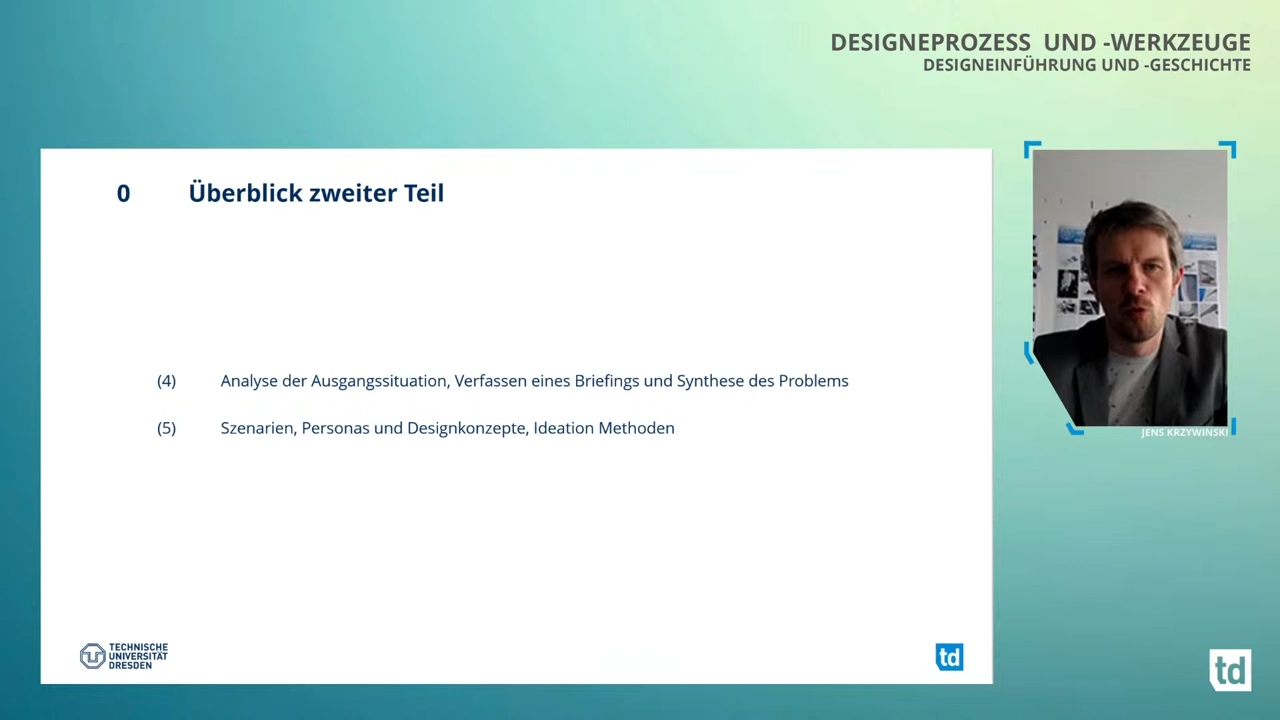 DESIGNEPROZESS UND -WERKZEUGE
DESIGNEINFÜHRUNG UND -GESCHICHTE
0 Überblick zweiter Teil
(4) Analyse der Ausgangssituation, Verfassen eines Briefings und Synthese des Problems
(5) Szenarien, Personas und Designkonzepte, Ideation Methoden
JENS KRZYWINSKI
TECHNISCHE
UNIVERSITÄT
DRESDEN
td
td